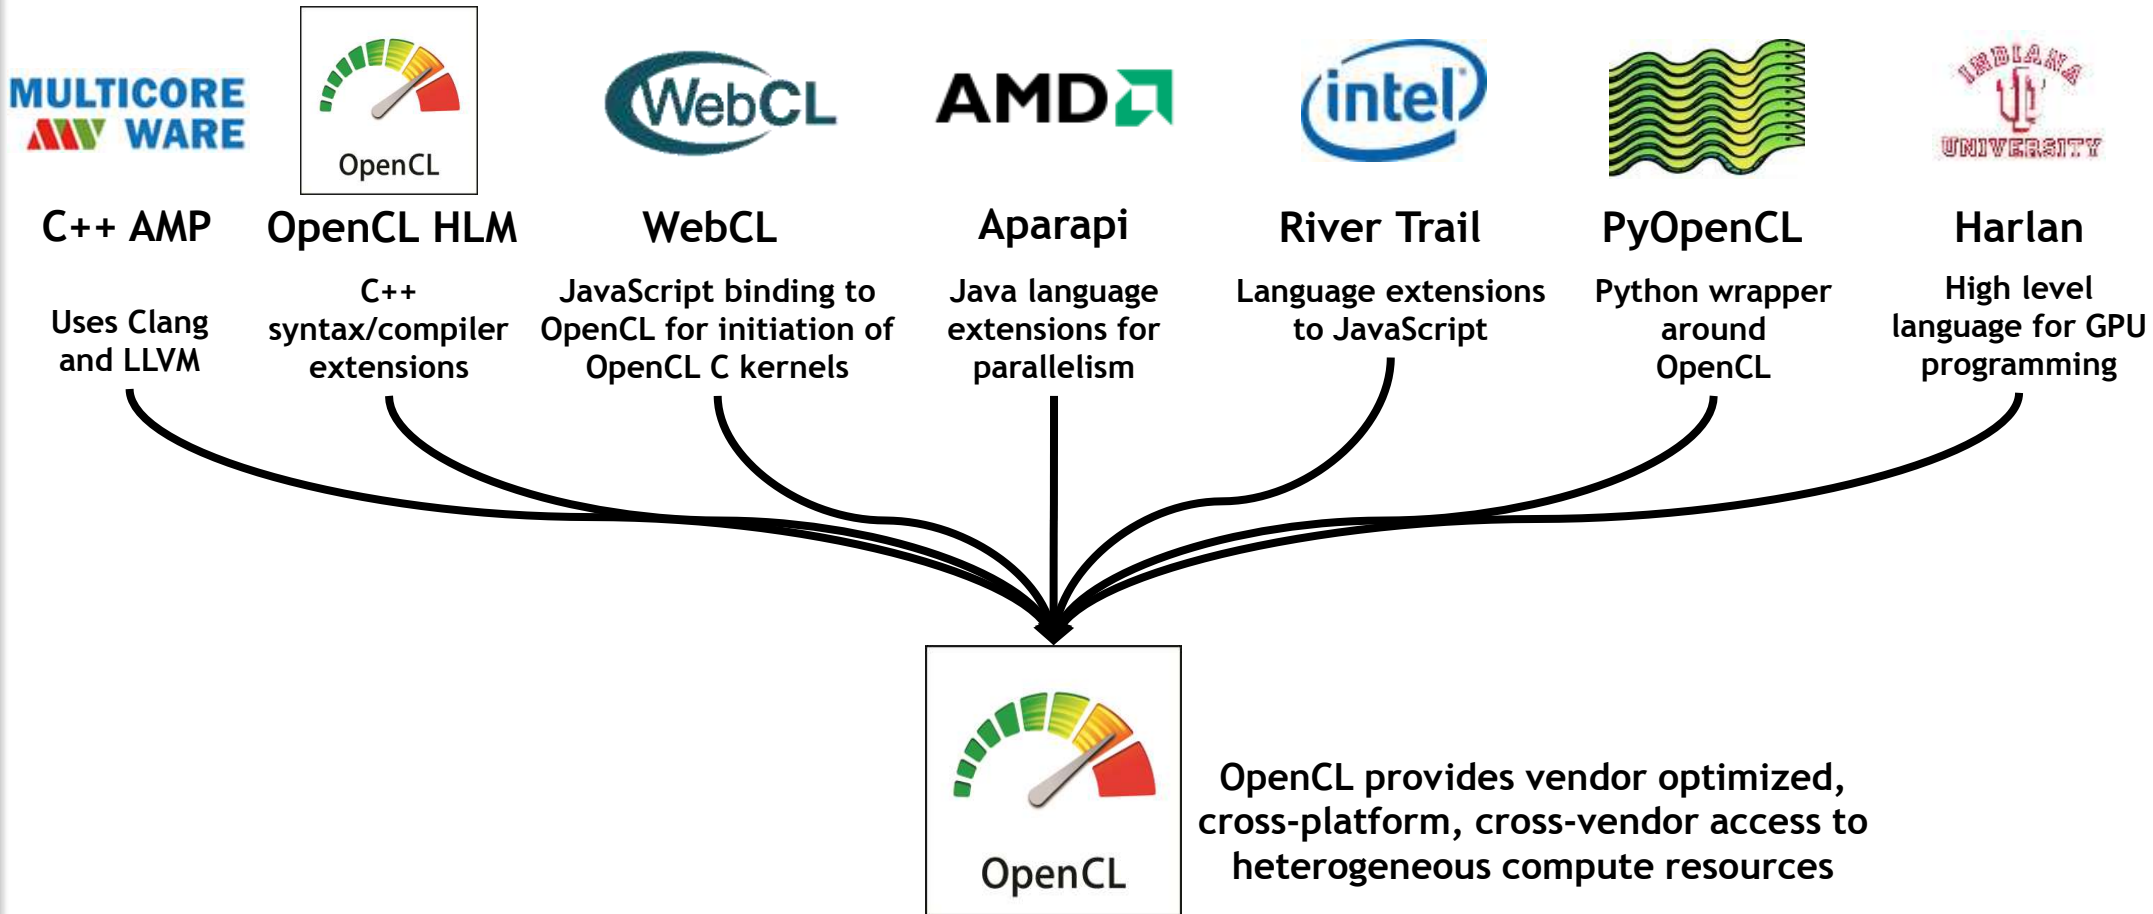 MULTICORE
WARE
OpenCL
WebCL
AMD
intel
INDIANA
UNIVERSITY
C++ AMP
OpenCL HLM
WebCL
Aparapi
River Trail
PyOpenCL
Harlan
Uses Clang
and LLVM
C++
syntax/compiler
extensions
JavaScript binding to
OpenCL for initiation of
OpenCL C kernels
Java language
extensions for
parallelism
Language extensions
to JavaScript
Python wrapper
around
OpenCL
High level
language for GPU
programming
OpenCL
OpenCL provides vendor optimized,
cross-platform, cross-vendor access to
heterogeneous compute resources